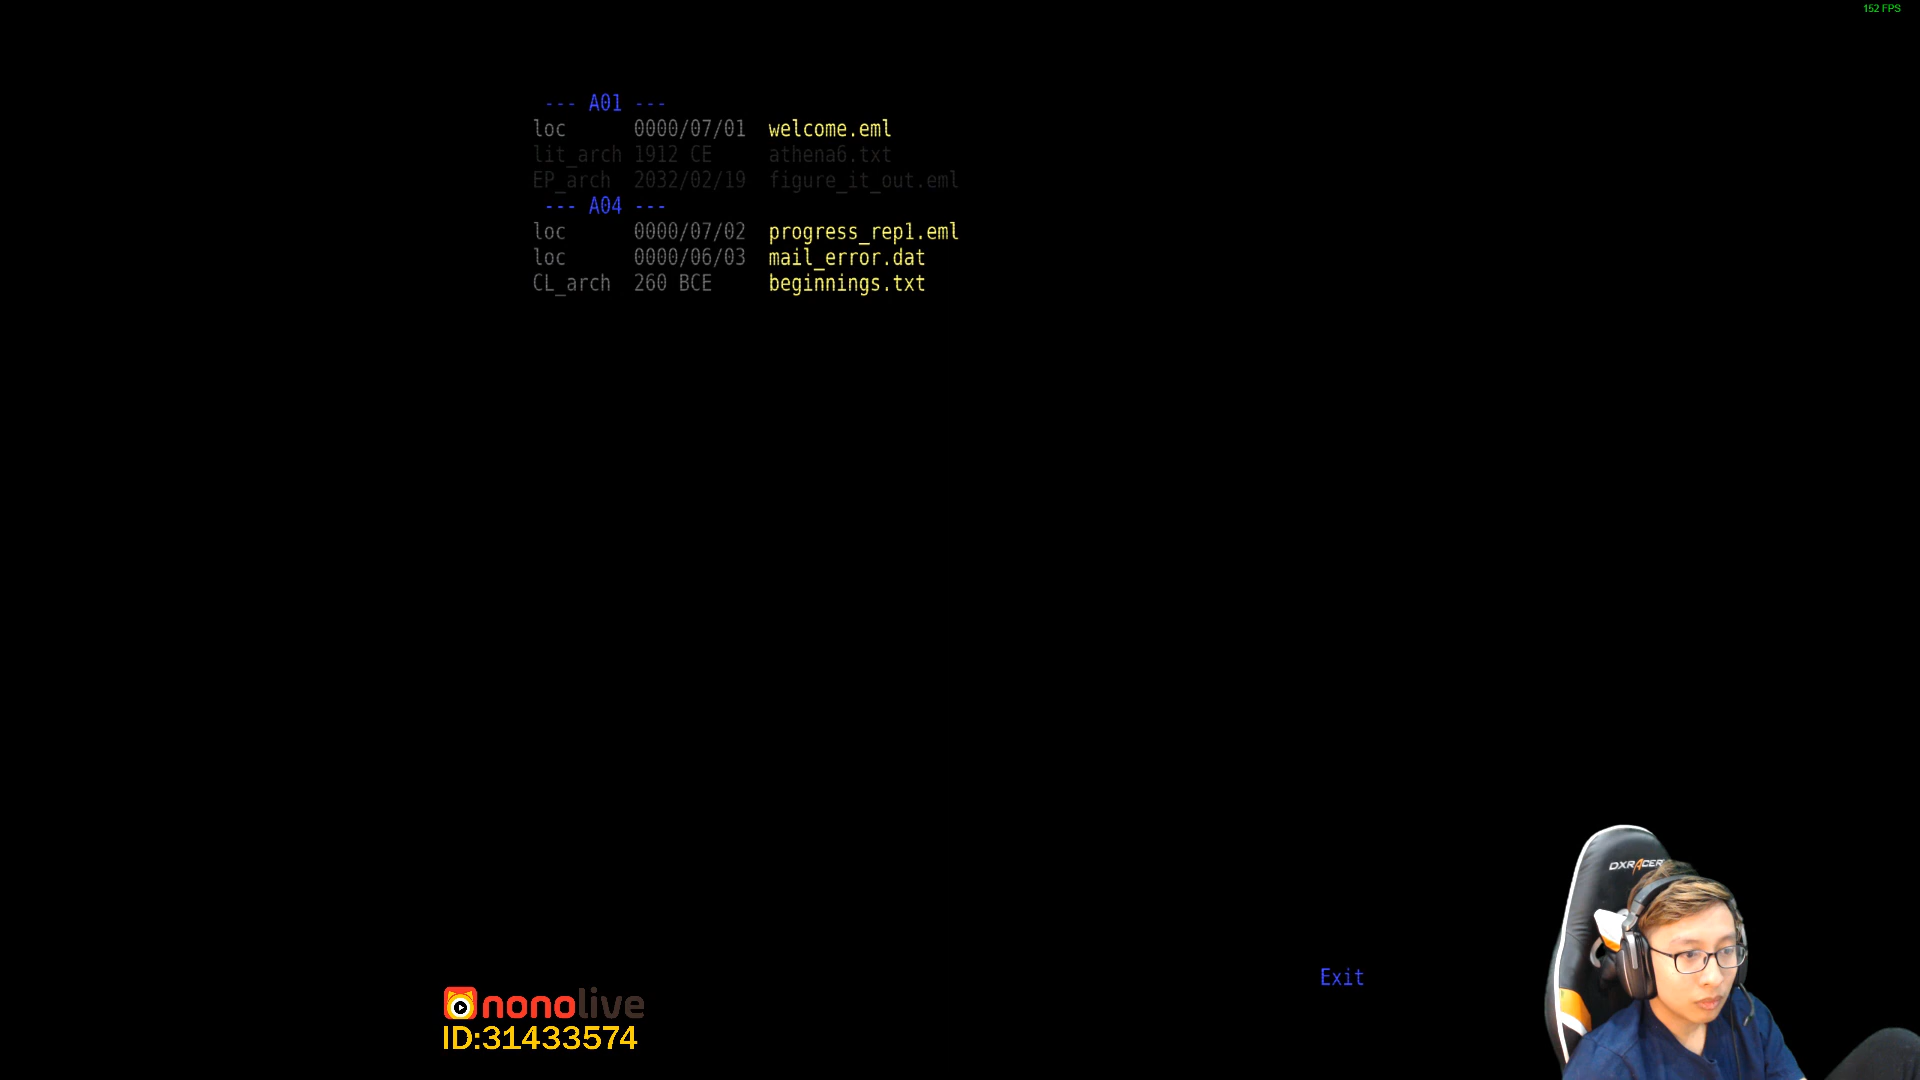 152 FPS
--- A01 ---
loc 0000/07/01 welcome.eml
lit_arch 1912 CE athena6.txt
EP_arch 2032/02/19 figure_it_out.eml
--- A04 ---
loc 0000/07/02 progress_rep1.eml
loc 0000/06/03 mail_error.dat
CL_arch 260 BCE beginnings.txt
DXRACER
Exit
nonolive
ID:31433574